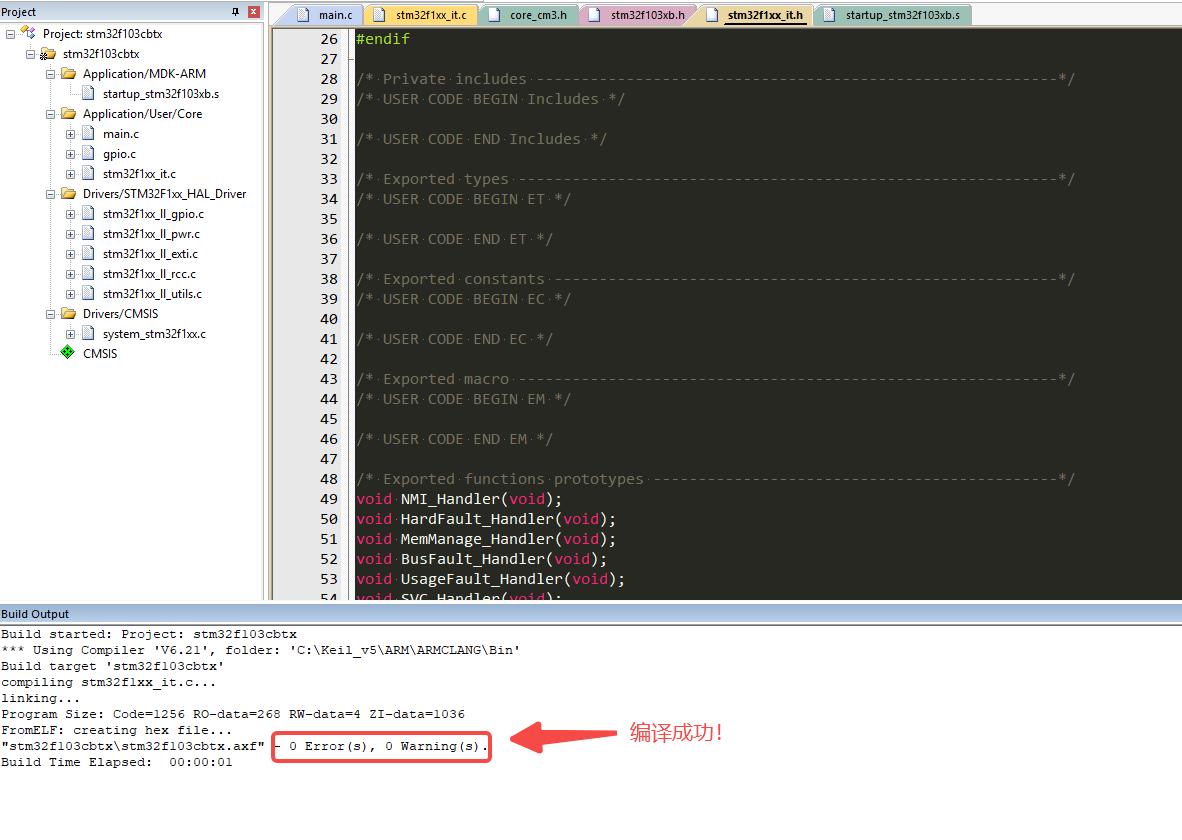 Project
Project: stm32f103cbtx
stm32f103cbtx
Application/MDK-ARM
startup_stm32f103xb.s
Application/User/Core
main.c
gpio.c
stm32f1xx_it.c
Drivers/STM32F1xx_HAL_Driver
stm32f1xx_ll_gpio.c
stm32f1xx_ll_pwr.c
stm32f1xx_ll_exti.c
stm32f1xx_ll_rcc.c
stm32f1xx_ll_utils.c
Drivers/CMSIS
system_stm32f1xx.c
CMSIS
main.c stm32f1xx_it.c core_cm3.h stm32f103xb.h stm32f1xx_it.h startup_stm32f103xb.s
26 #endif
27
28 /* Private includes ----------------------------------------------------------*/
29 /* USER CODE BEGIN Includes */
30
31 /* USER CODE END Includes */
32
33 /* Exported types ------------------------------------------------------------*/
34 /* USER CODE BEGIN ET */
35
36 /* USER CODE END ET */
37
38 /* Exported constants --------------------------------------------------------*/
39 /* USER CODE BEGIN EC */
40
41 /* USER CODE END EC */
42
43 /* Exported macro ------------------------------------------------------------*/
44 /* USER CODE BEGIN EM */
45
46 /* USER CODE END EM */
47
48 /* Exported functions prototypes ---------------------------------------------*/
49 void NMI_Handler(void);
50 void HardFault_Handler(void);
51 void MemManage_Handler(void);
52 void BusFault_Handler(void);
53 void UsageFault_Handler(void);
54 void SVC_Handler(void);
Build Output
Build started: Project: stm32f103cbtx
*** Using Compiler 'V6.21', folder: 'C:\Keil_v5\ARM\ARMCLANG\Bin'
Build target 'stm32f103cbtx'
compiling stm32f1xx_it.c...
linking...
Program Size: Code=1256 RO-data=268 RW-data=4 ZI-data=1036
FromELF: creating hex file...
"stm32f103cbtx\stm32f103cbtx.axf" - 0 Error(s), 0 Warning(s).
Build Time Elapsed:  00:00:01
编译成功！